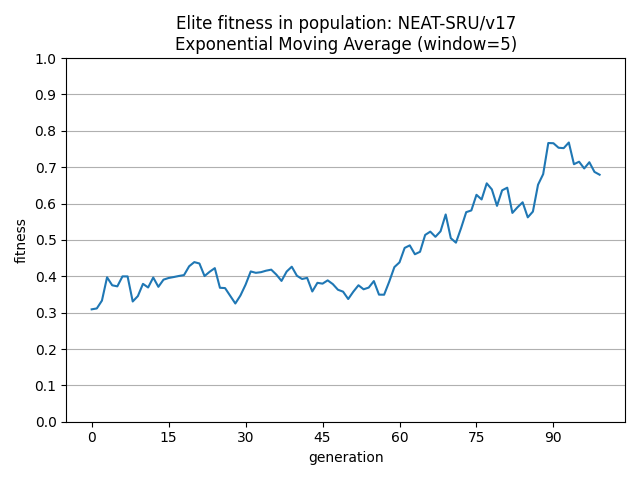 Elite fitness in population: NEAT-SRU/v17
Exponential Moving Average (window=5)
1.0
0.9
0.8
0.7
0.6
0.5
0.4
0.3
0.2
0.1
0.0
fitness
0 15 30 45 60 75 90
generation